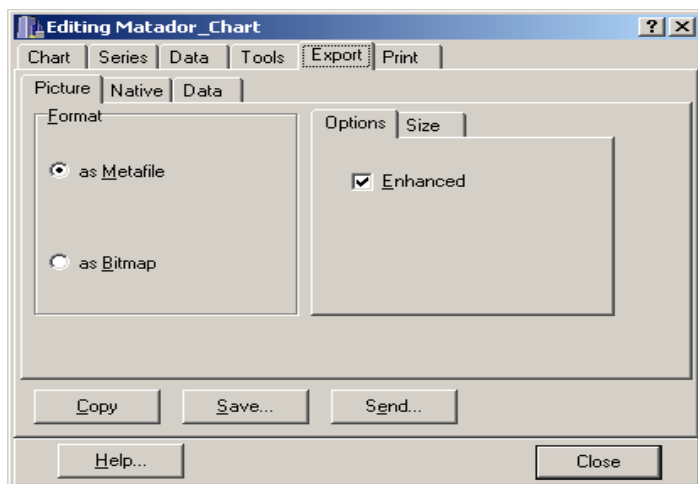 Editing Matador_Chart
Chart Series Data Tools Export Print
Picture Native Data
Format
as Metafile
as Bitmap
Options Size
Enhanced
Copy Save... Send...
Help... Close